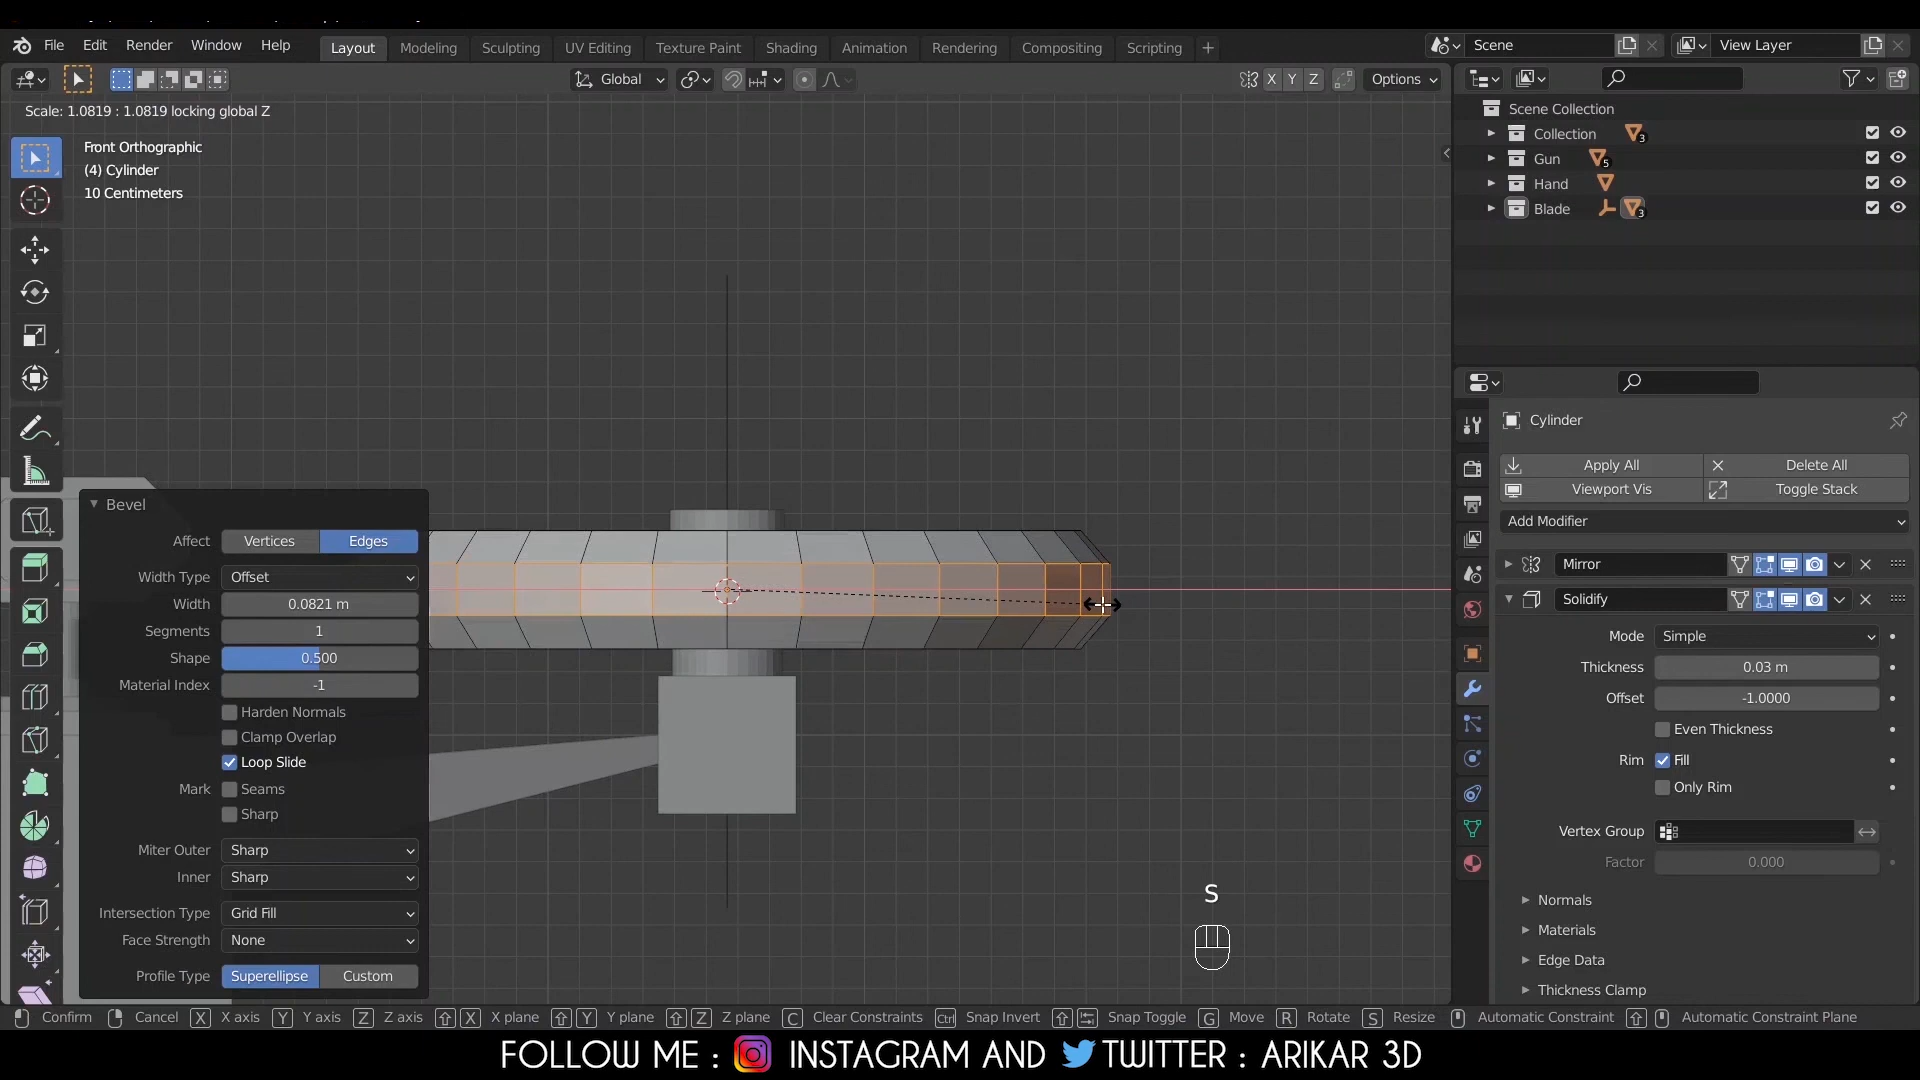 File Edit Render Window Help Layout Modeling Sculpting UV Editing Texture Paint Shading Animation Rendering Compositing Scripting + Scene View Layer
Global X Y Z Options
Scale: 1.0819 : 1.0819 locking global Z
Front Orthographic
(4) Cylinder
10 Centimeters
Scene Collection
Collection 3
Gun 5
Hand
Blade 3
Cylinder
Apply All Delete All
Viewport Vis Toggle Stack
Add Modifier
Mirror
Solidify
Mode Simple
Thickness 0.03 m
Offset -1.0000
Even Thickness
Rim Fill
Only Rim
Vertex Group
Factor 0.000
Normals
Materials
Edge Data
Thickness Clamp
Bevel
Affect Vertices Edges
Width Type Offset
Width 0.0821 m
Segments 1
Shape 0.500
Material Index -1
Harden Normals
Clamp Overlap
Loop Slide
Mark Seams
Sharp
Miter Outer Sharp
Inner Sharp
Intersection Type Grid Fill
Face Strength None
Profile Type Superellipse Custom
S
Confirm Cancel X X axis Y Y axis Z Z axis X X plane Y Y plane Z Z plane C Clear Constraints Ctrl Snap Invert Snap Toggle G Move R Rotate S Resize Automatic Constraint Automatic Constraint Plane
FOLLOW ME : INSTAGRAM AND TWITTER : ARIKAR 3D